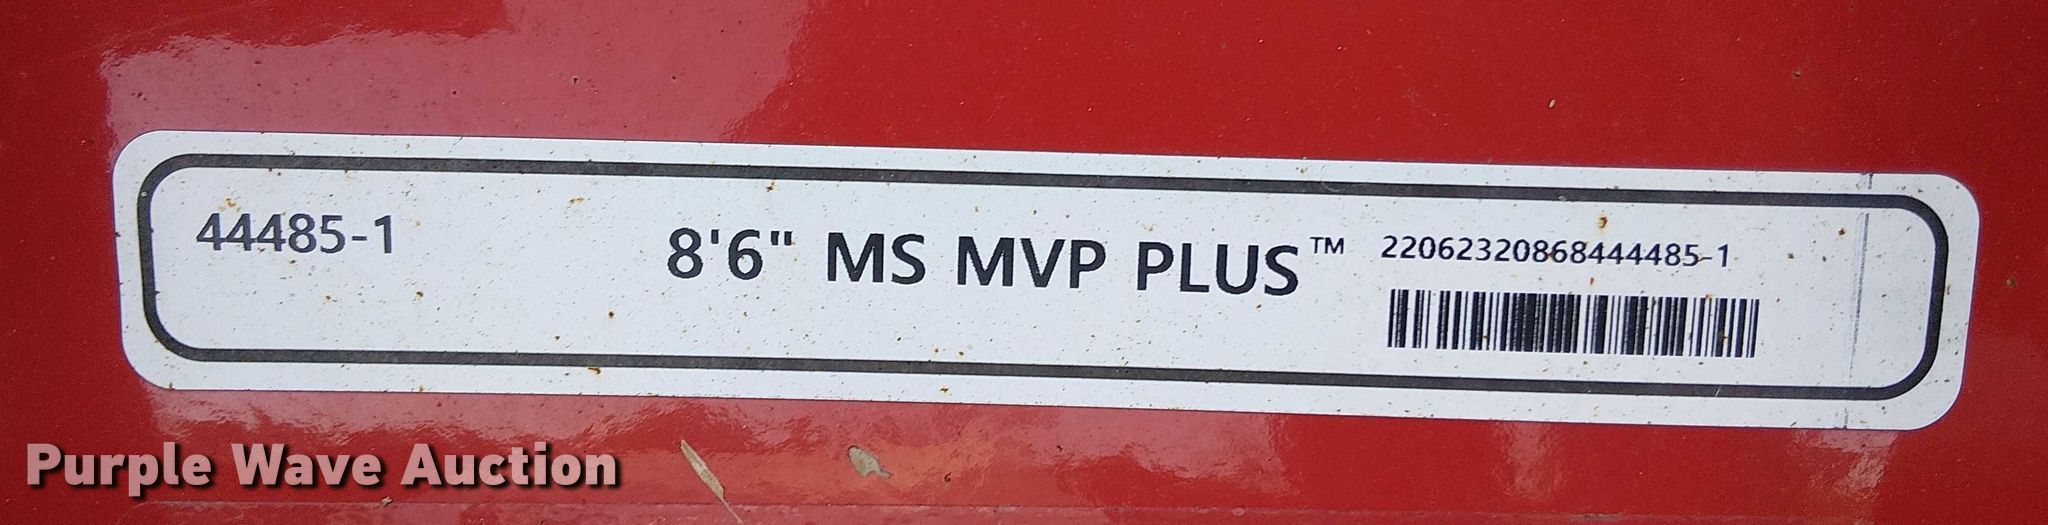 44485-1
8'6" MS MVP PLUS™
22062320868444485-1
Purple Wave Auction